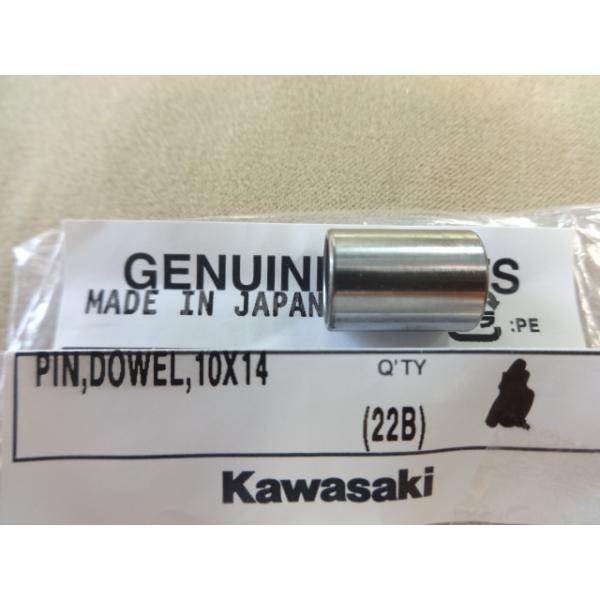 GENUIN S
MADE IN JAPAN
:PE
PIN,DOWEL,10X14
Q'TY
(22B)
Kawasaki